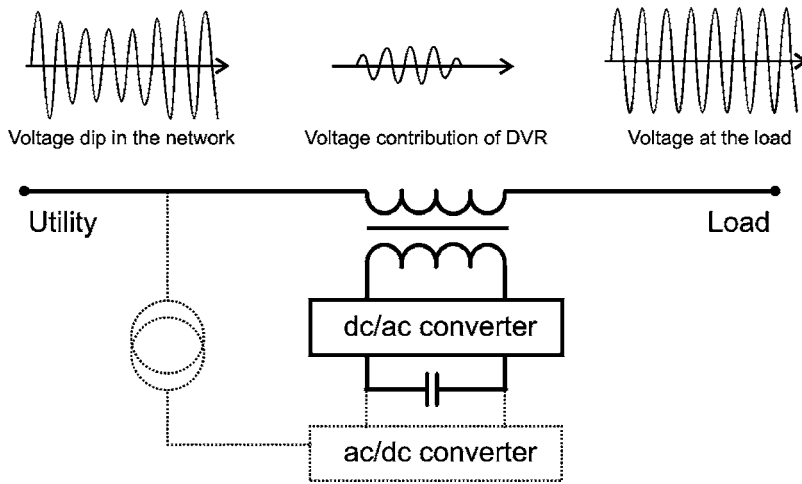 Voltage dip in the network
Voltage contribution of DVR
Voltage at the load
Utility
Load
dc/ac converter
ac/dc converter